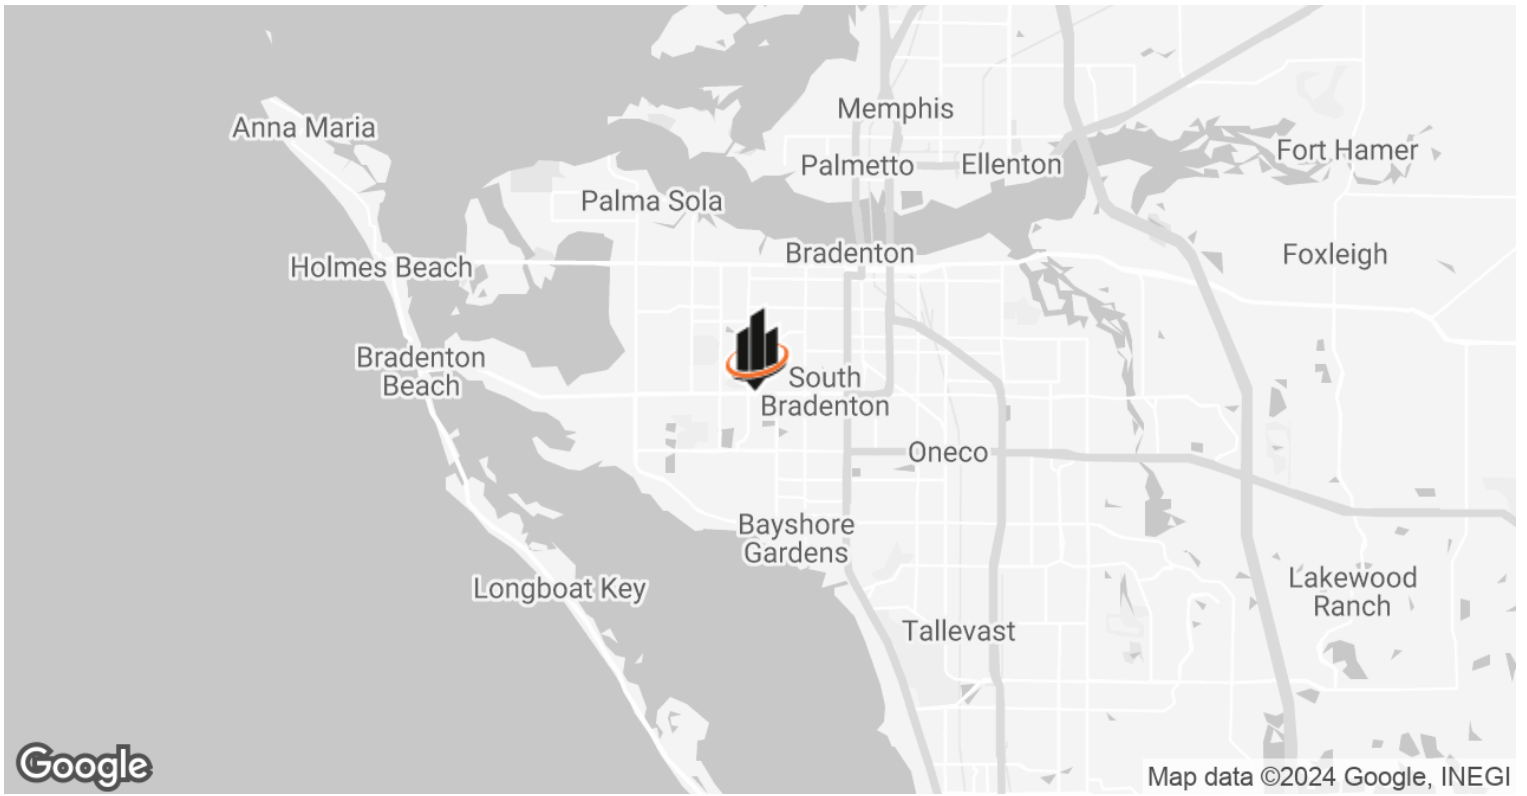 Memphis
Anna Maria
Fort Hamer
Palmetto
Ellenton
Palma Sola
Bradenton
Foxleigh
Holmes Beach
Bradenton
Beach
South
Bradenton
Oneco
Bayshore
Gardens
Longboat Key
Lakewood
Ranch
Tallevast
Google
Map data ©2024 Google, INEGI